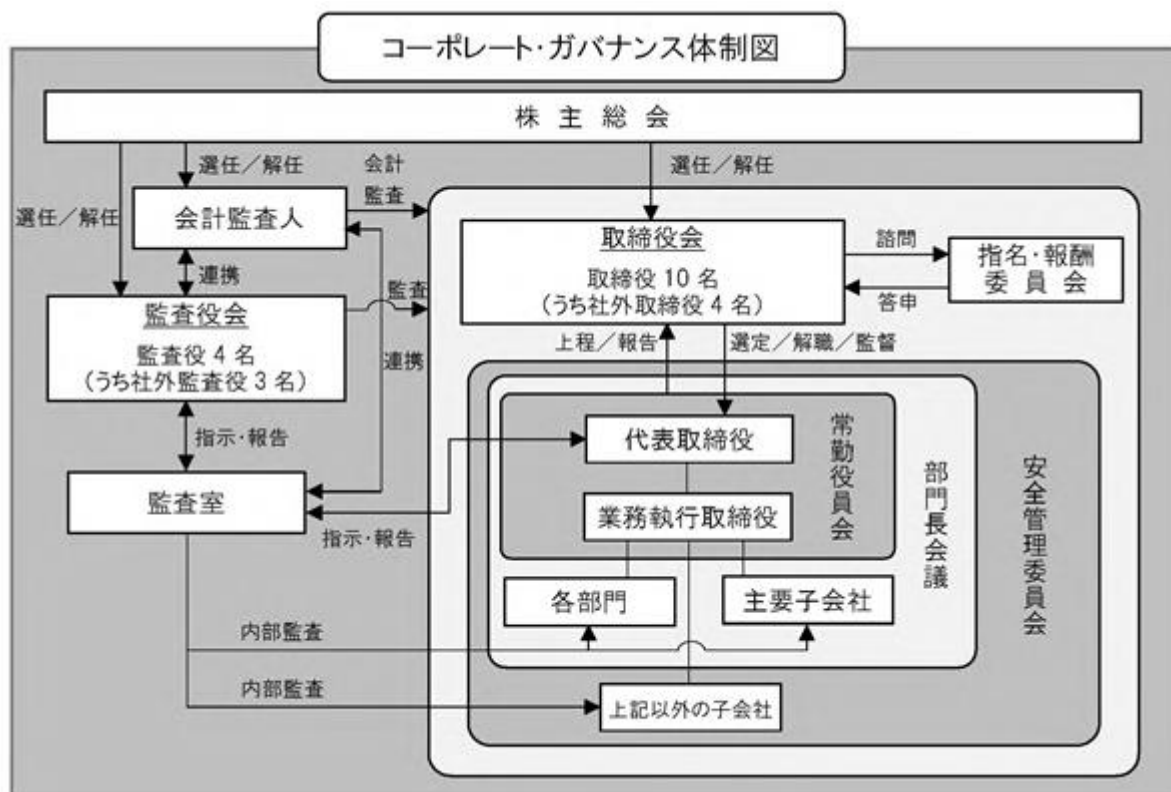 コーポレート・ガバナンス体制図
株主総会
選任／解任
会計
監査
選任／解任
選任／解任
会計監査人
連携
監査役会
監査役４名
（うち社外監査役３名）
監査
連携
取締役会
取締役10名
（うち社外取締役４名）
諮問
答申
指名・報酬
委員会
上程／報告
選定／解職／監督
指示・報告
監査室
指示・報告
代表取締役
業務執行取締役
常勤役員会
部門長会議
安全管理委員会
各部門
主要子会社
内部監査
内部監査
上記以外の子会社